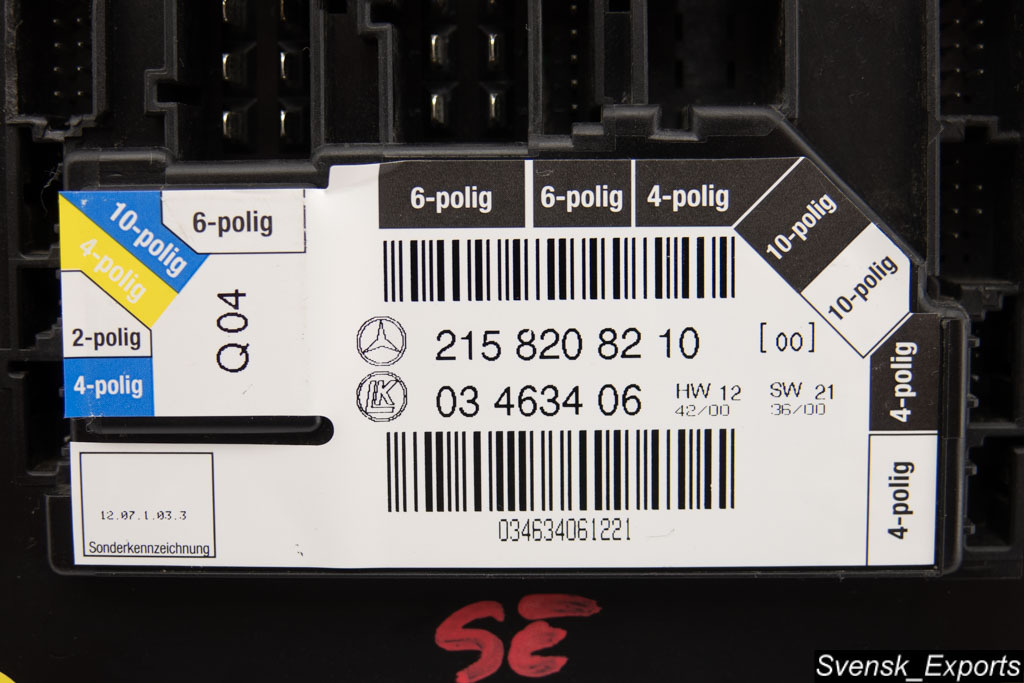 6-polig
6-polig
4-polig
10-polig
10-polig
4-polig
4-polig
10-polig
4-polig
6-polig
2-polig
4-polig
Q 04
215 820 82 10 [00]
LK
03 4634 06 HW 12 SW 21
42/00 36/00
034634061221
12.07.1.03.3
Sonderkennzeichnung
SE
Svensk_Exports